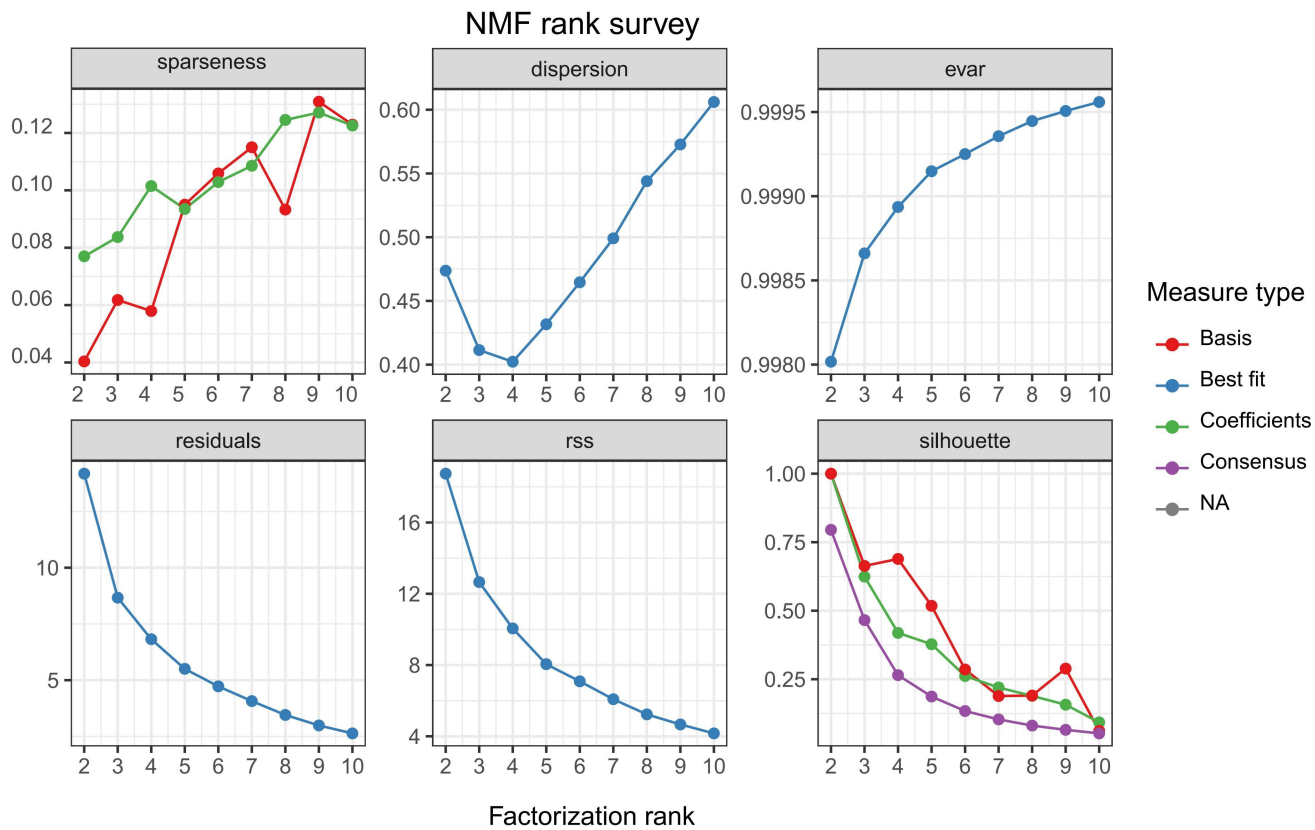 NMF rank survey
sparseness
dispersion
evar
0.12
0.10
0.08
0.06
0.04
2 3 4 5 6 7 8 9 10
0.60
0.55
0.50
0.45
0.40
2 3 4 5 6 7 8 9 10
0.9995
0.9990
0.9985
0.9980
2 3 4 5 6 7 8 9 10
residuals
rss
silhouette
10
5
2 3 4 5 6 7 8 9 10
16
12
8
4
2 3 4 5 6 7 8 9 10
1.00
0.75
0.50
0.25
2 3 4 5 6 7 8 9 10
Factorization rank
Measure type
Basis
Best fit
Coefficients
Consensus
NA